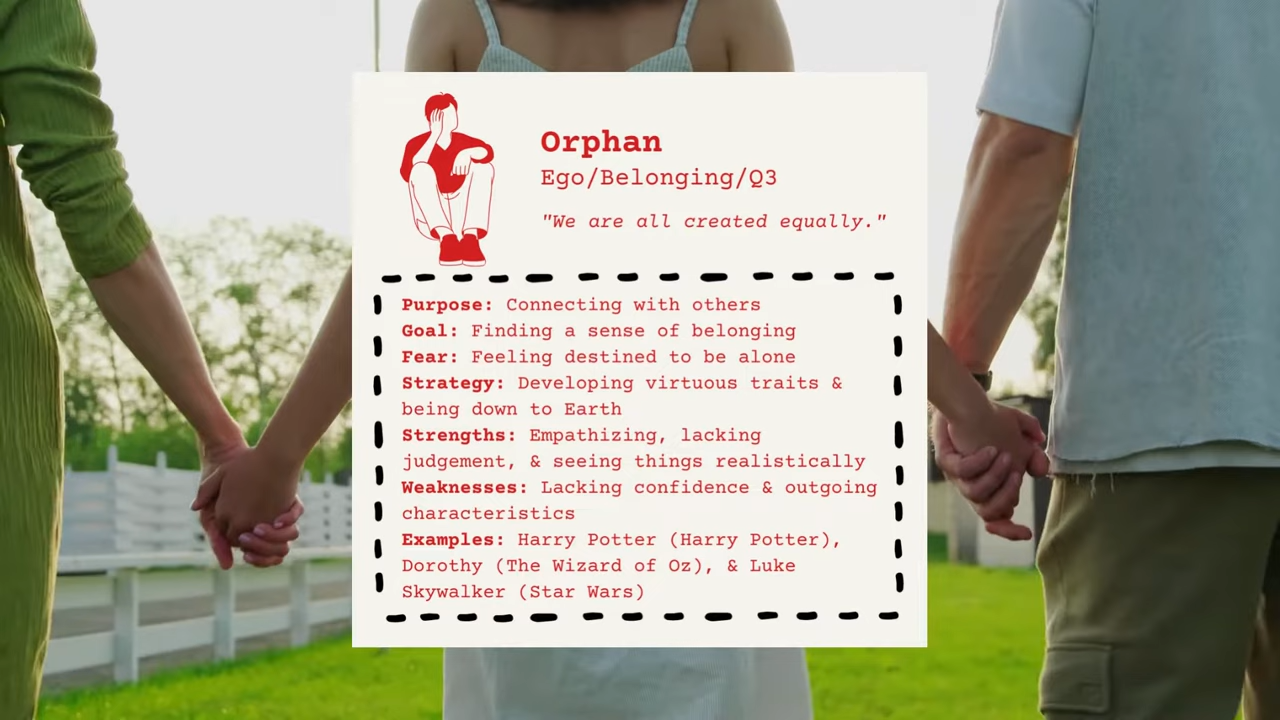 Orphan
Ego/Belonging/Q3
"We are all created equally."
Purpose: Connecting with others
Goal: Finding a sense of belonging
Fear: Feeling destined to be alone
Strategy: Developing virtuous traits &
being down to Earth
Strengths: Empathizing, lacking
judgement, & seeing things realistically
Weaknesses: Lacking confidence & outgoing
characteristics
Examples: Harry Potter (Harry Potter),
Dorothy (The Wizard of Oz), & Luke
Skywalker (Star Wars)